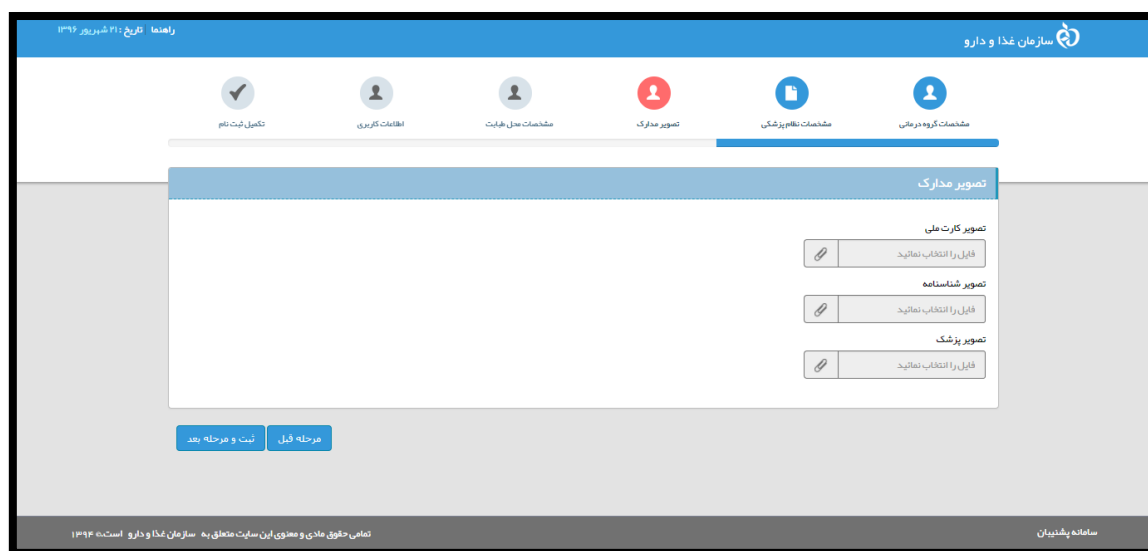 سازمان غذا و دارو
راهنما | تاریخ : ۲۱ شهریور ۱۳۹۶
مشخصات گروه درمانی
مشخصات نظام پزشکی
تصویر مدارک
مشخصات محل طبابت
اطلاعات کاربری
تکمیل ثبت نام
تصویر مدارک
تصویر کارت ملی
فایل را انتخاب نمائید
تصویر شناسنامه
فایل را انتخاب نمائید
تصویر پزشک
فایل را انتخاب نمائید
مرحله قبل
ثبت و مرحله بعد
سامانه پشتیبان
تمامی حقوق مادی و معنوی این سایت متعلق به سازمان غذا و دارو است.© ۱۳۹۴